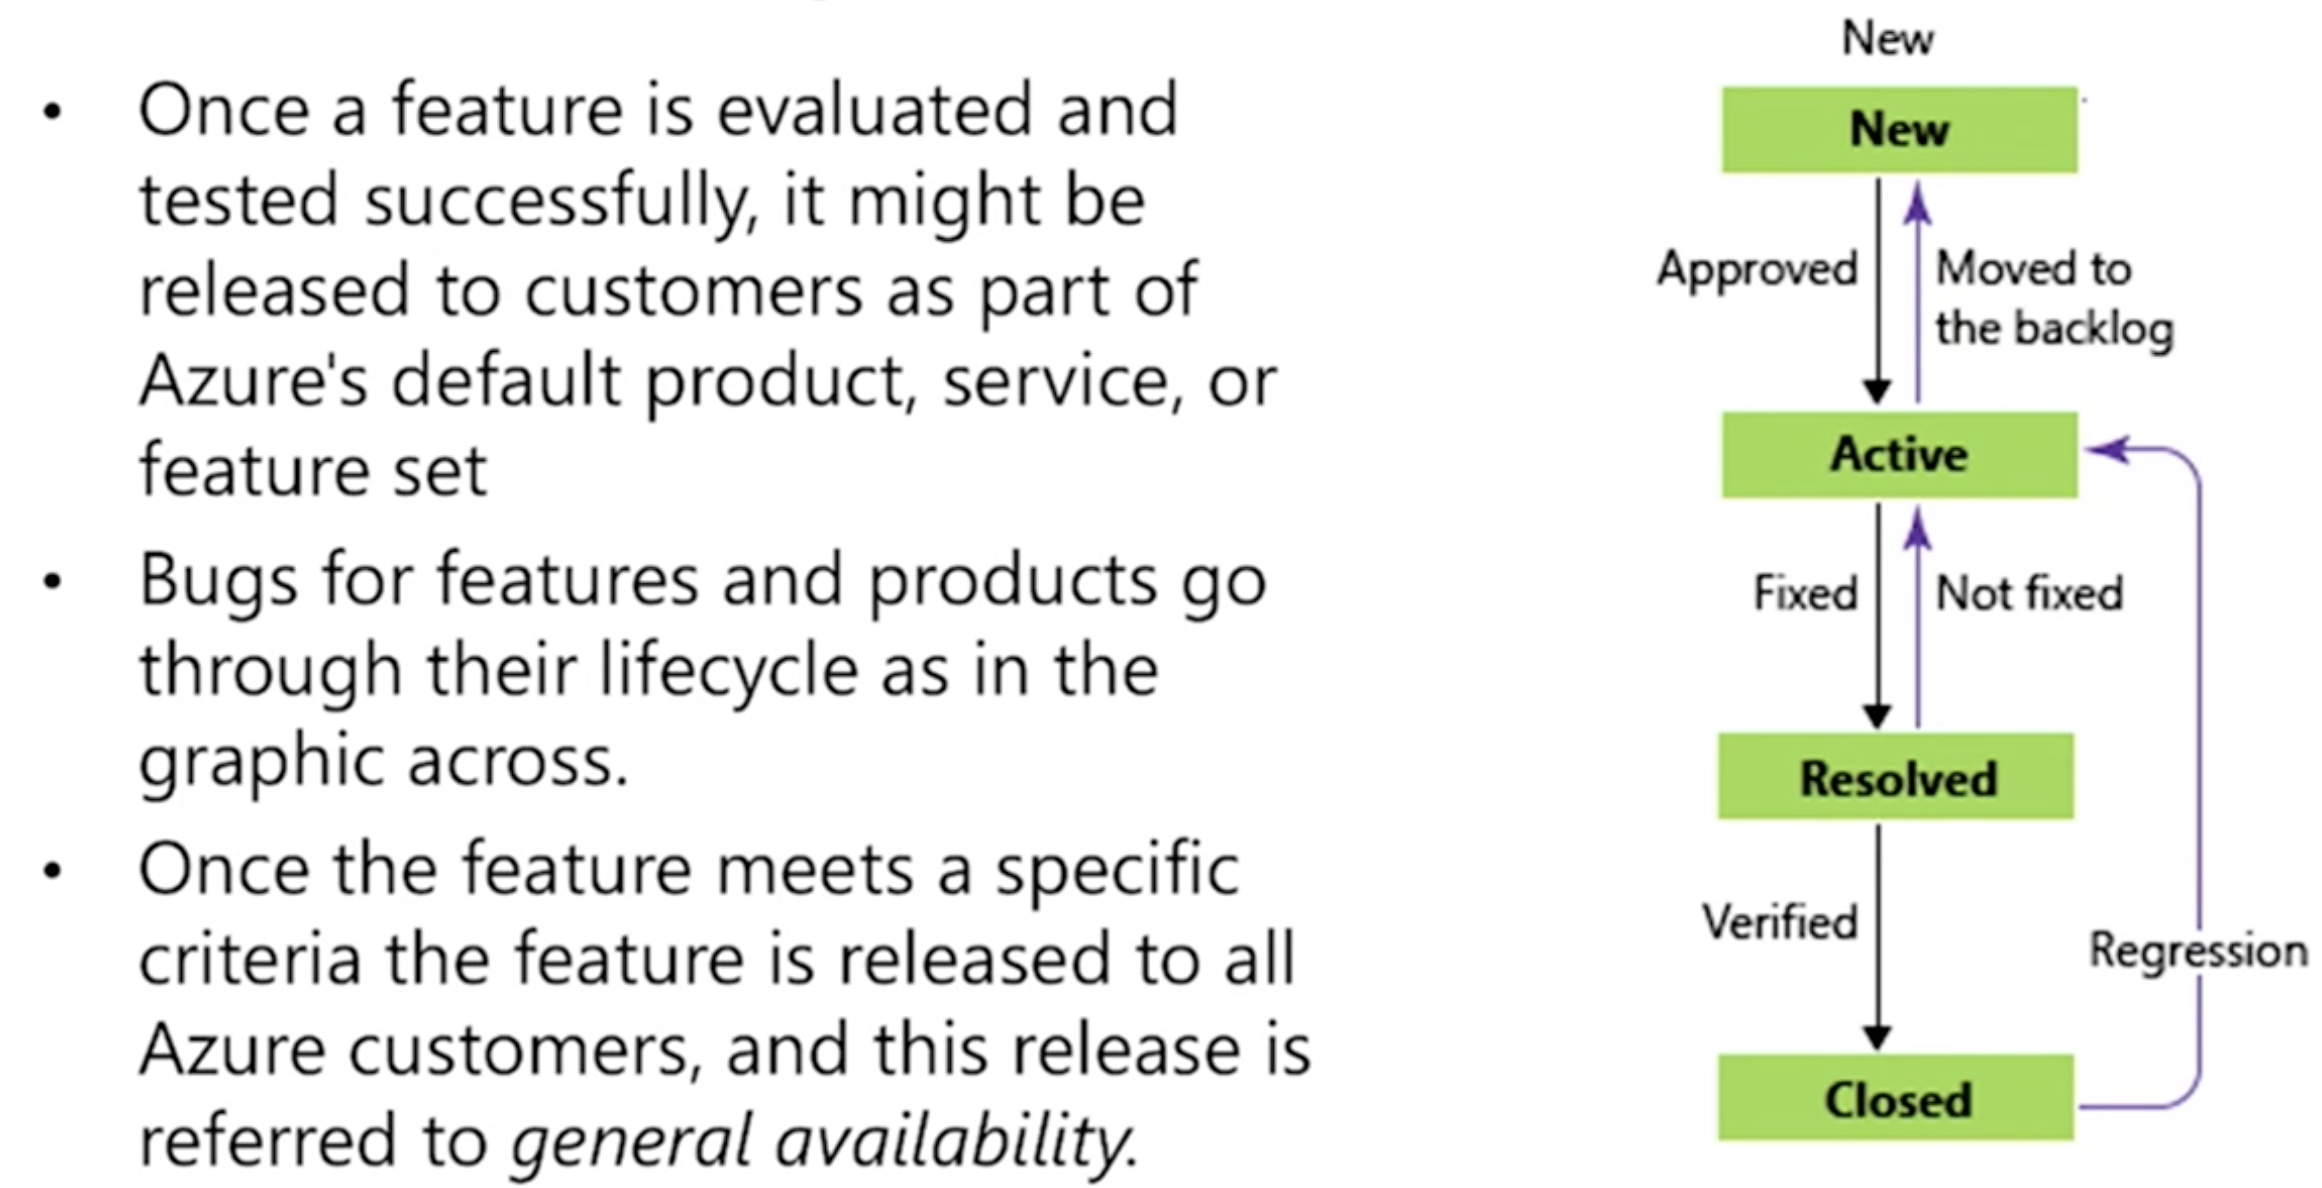 • Once a feature is evaluated and
tested successfully, it might be
released to customers as part of
Azure's default product, service, or
feature set
• Bugs for features and products go
through their lifecycle as in the
graphic across.
• Once the feature meets a specific
criteria the feature is released to all
Azure customers, and this release is
referred to general availability.
New
New
Approved
Moved to
the backlog
Active
Fixed
Not fixed
Resolved
Verified
Regression
Closed